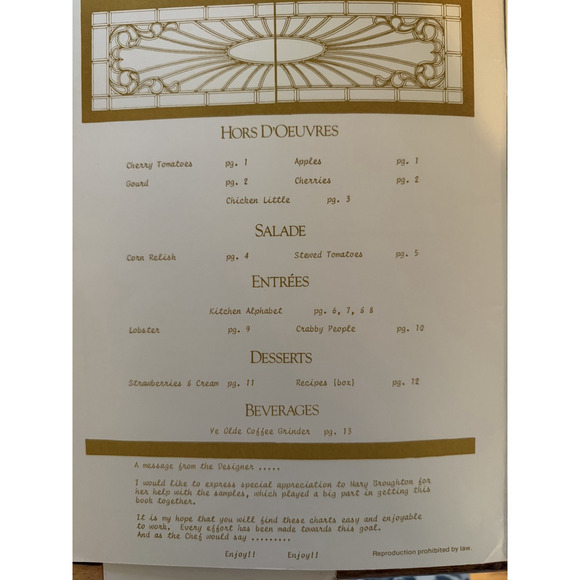 HORS D'OEUVRES
Cherry Tomatoes pg. 1 Apples pg. 1
Gourd pg. 2 Cherries pg. 2
Chicken Little pg. 3
SALADE
Corn Relish pg. 4 Stewed Tomatoes pg. 5
ENTRÉES
Kitchen Alphabet pg. 6, 7, & 8
Lobster pg. 9 Crabby People pg. 10
DESSERTS
Strawberries & Cream pg. 11 Recipes (box) pg. 12
BEVERAGES
Ye Olde Coffee Grinder pg. 13
A message from the Designer .....
I would like to express special appreciation to Mary Broughton for
her help with the samples, which played a big part in getting this
book together.
It is my hope that you will find these charts easy and enjoyable
to work. Every effort has been made towards this goal.
And as the Chef would say .........
Enjoy!! Enjoy!!
Reproduction prohibited by law.